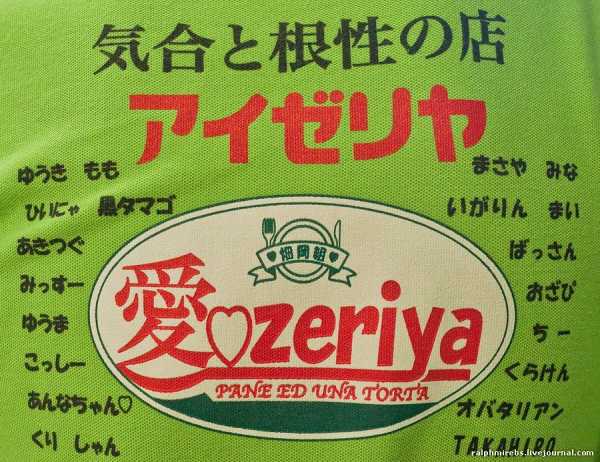 気合と根性の店
アイゼリヤ
ゆうき もも
ひいにゃ 黒タマゴ
あきつぐ
みっすー
ゆうま
こっしー
あんなちゃん♡
くり しゃん
畑岡組
愛♡zeriya
PANE ED UNA TORTA
まさや みな
いがりん まい
ばっさん
おざぴ
ちー
くらけん
オバタリアン
TAKAHIRO
ralphmirebs.livejournal.com